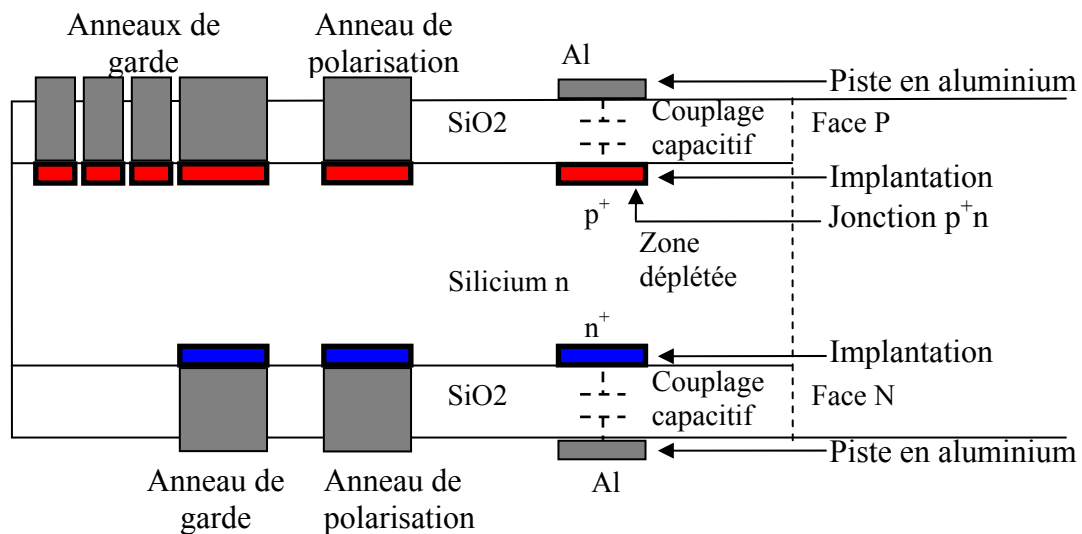 Anneaux de
garde
Anneau de
polarisation
Al
Piste en aluminium
SiO2
Couplage
capacitif
Face P
Implantation
p+
Jonction p+n
Zone
déplétée
Silicium n
n+
Implantation
SiO2
Couplage
capacitif
Face N
Piste en aluminium
Anneau de
garde
Anneau de
polarisation
Al